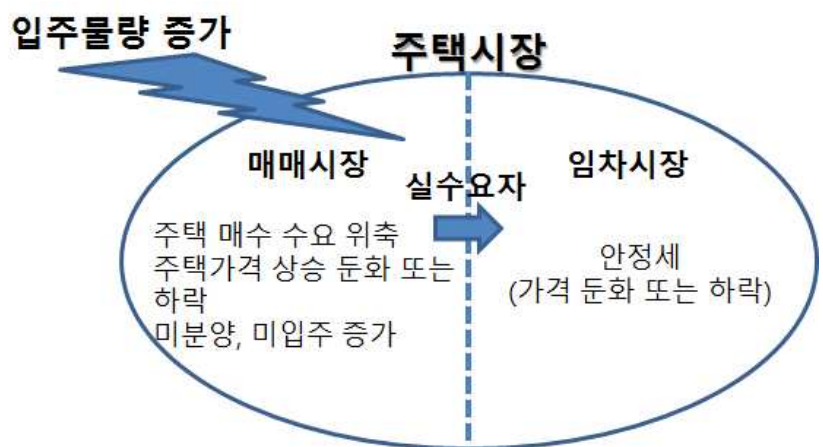 입주물량 증가
주택시장
매매시장
실수요자
임차시장
주택 매수 수요 위축
주택가격 상승 둔화 또는
하락
미분양, 미입주 증가
안정세
(가격 둔화 또는 하락)